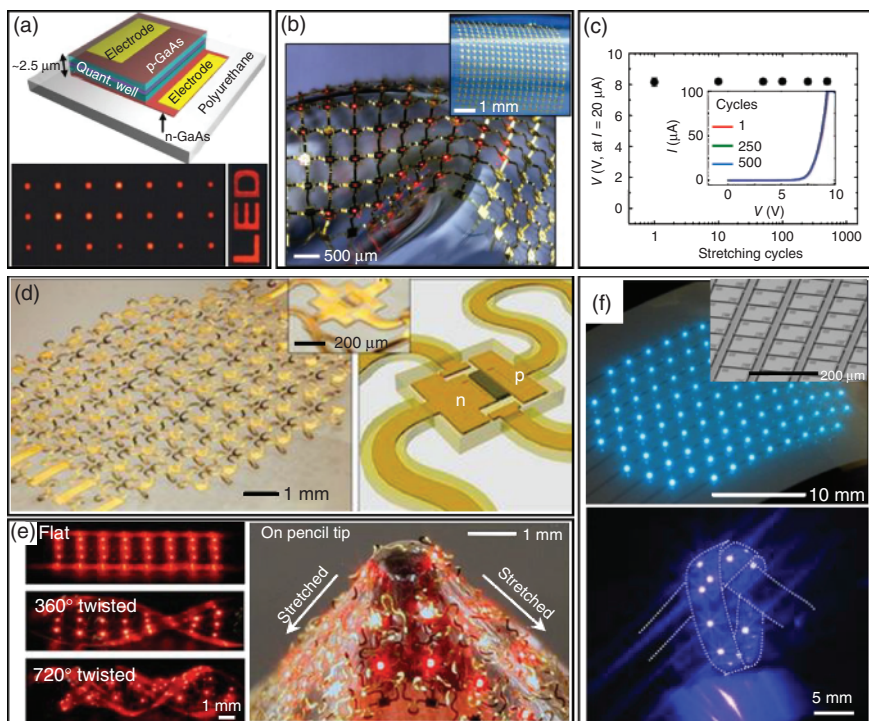 (a)
Electrode
p-GaAs
~2.5 μm
Quant. well
Electrode
Polyurethane
n-GaAs
LED
(b)
1 mm
500 μm
(c)
V (V, at I = 20 μA)
10
8
6
4
2
0
Cycles
1
250
500
I (μA)
100
50
0
0
5
10
V (V)
1
10
100
1000
Stretching cycles
(d)
200 μm
1 mm
n
p
(e)
Flat
360° twisted
720° twisted
1 mm
On pencil tip
1 mm
Stretched
Stretched
(f)
200 μm
10 mm
5 mm